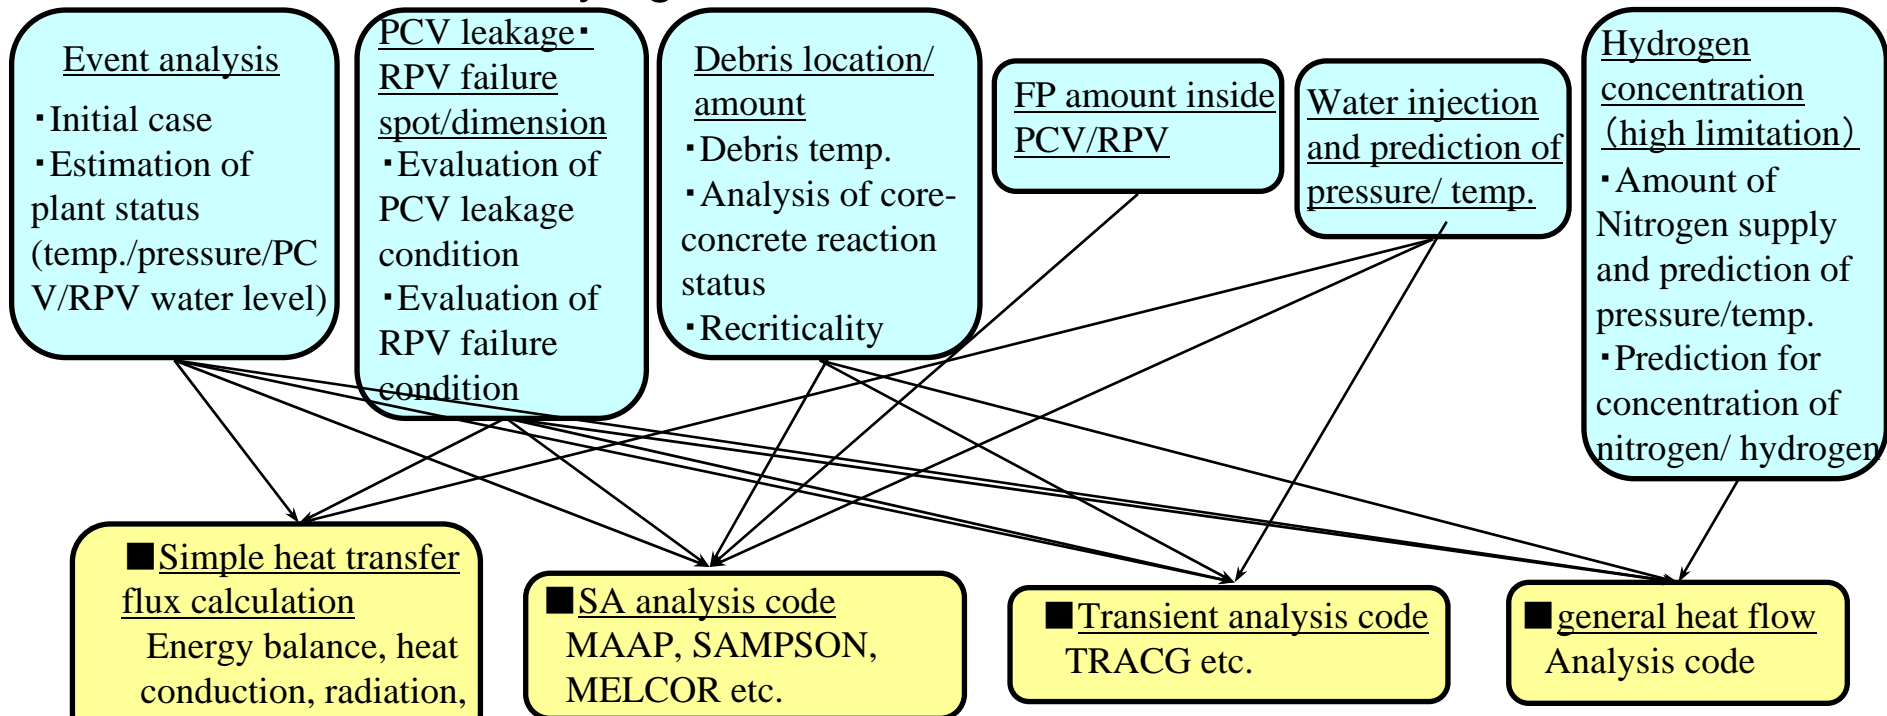 Event analysis
・Initial case
・Estimation of
plant status
(temp./pressure/PC
V/RPV water level)
PCV leakage・
RPV failure
spot/dimension
・Evaluation of
PCV leakage
condition
・Evaluation of
RPV failure
condition
Debris location/
amount
・Debris temp.
・Analysis of core-
concrete reaction
status
・Recriticality
FP amount inside
PCV/RPV
Water injection
and prediction of
pressure/ temp.
Hydrogen
concentration
（high limitation）
・Amount of
Nitrogen supply
and prediction of
pressure/temp.
・Prediction for
concentration of
nitrogen/ hydrogen
■Simple heat transfer
flux calculation
Energy balance, heat
conduction, radiation,
■SA analysis code
MAAP, SAMPSON,
MELCOR etc.
■Transient analysis code
TRACG etc.
■general heat flow
Analysis code